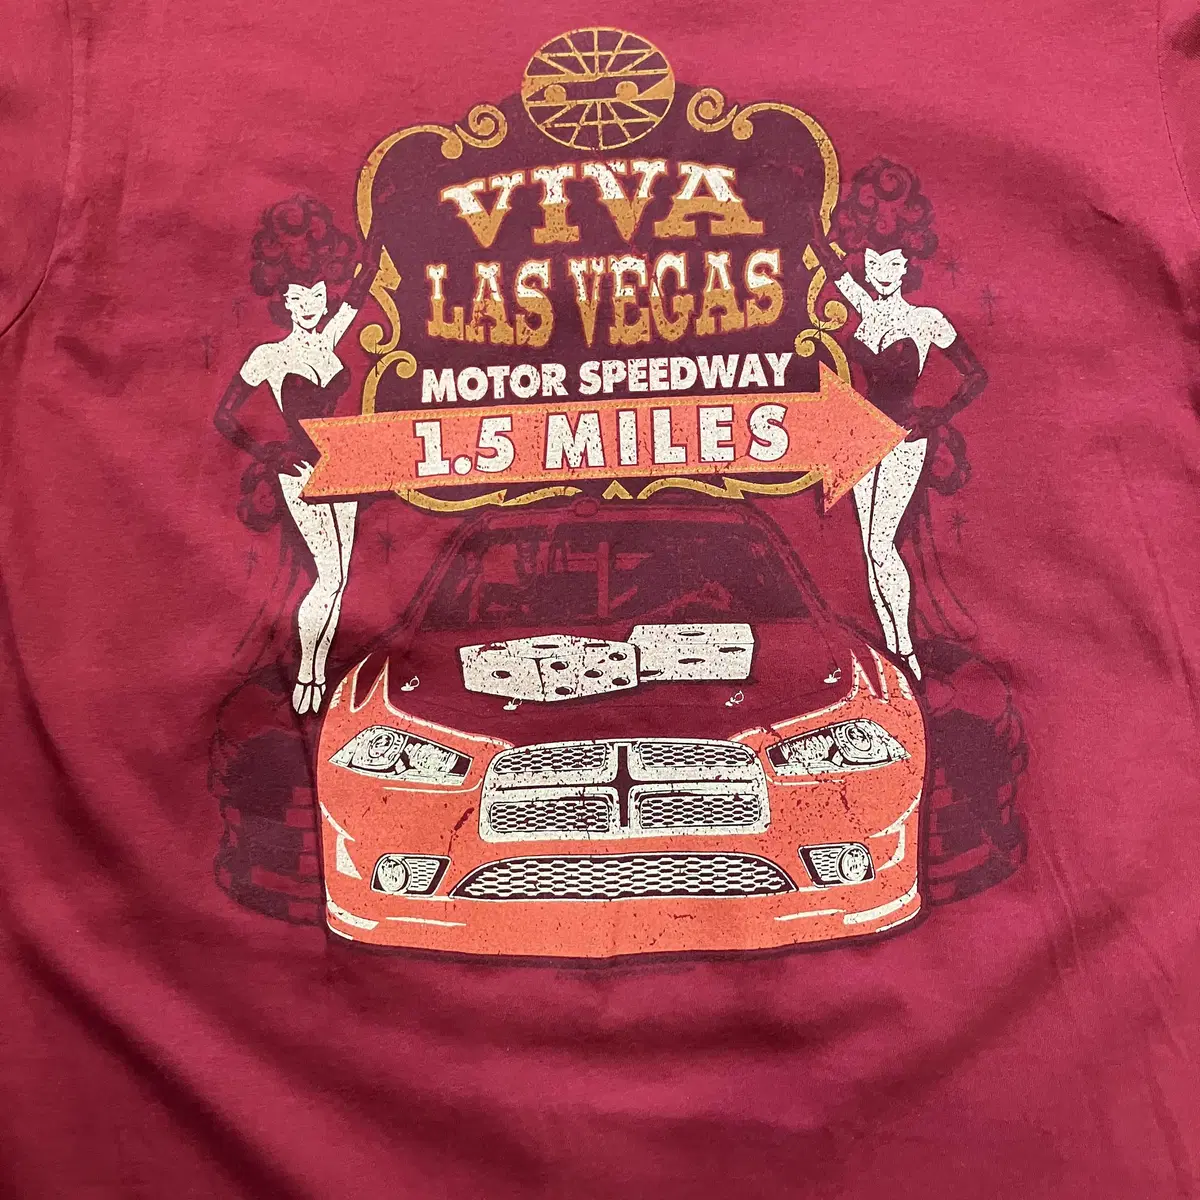 VIVA
LAS VEGAS
MOTOR SPEEDWAY
1.5 MILES